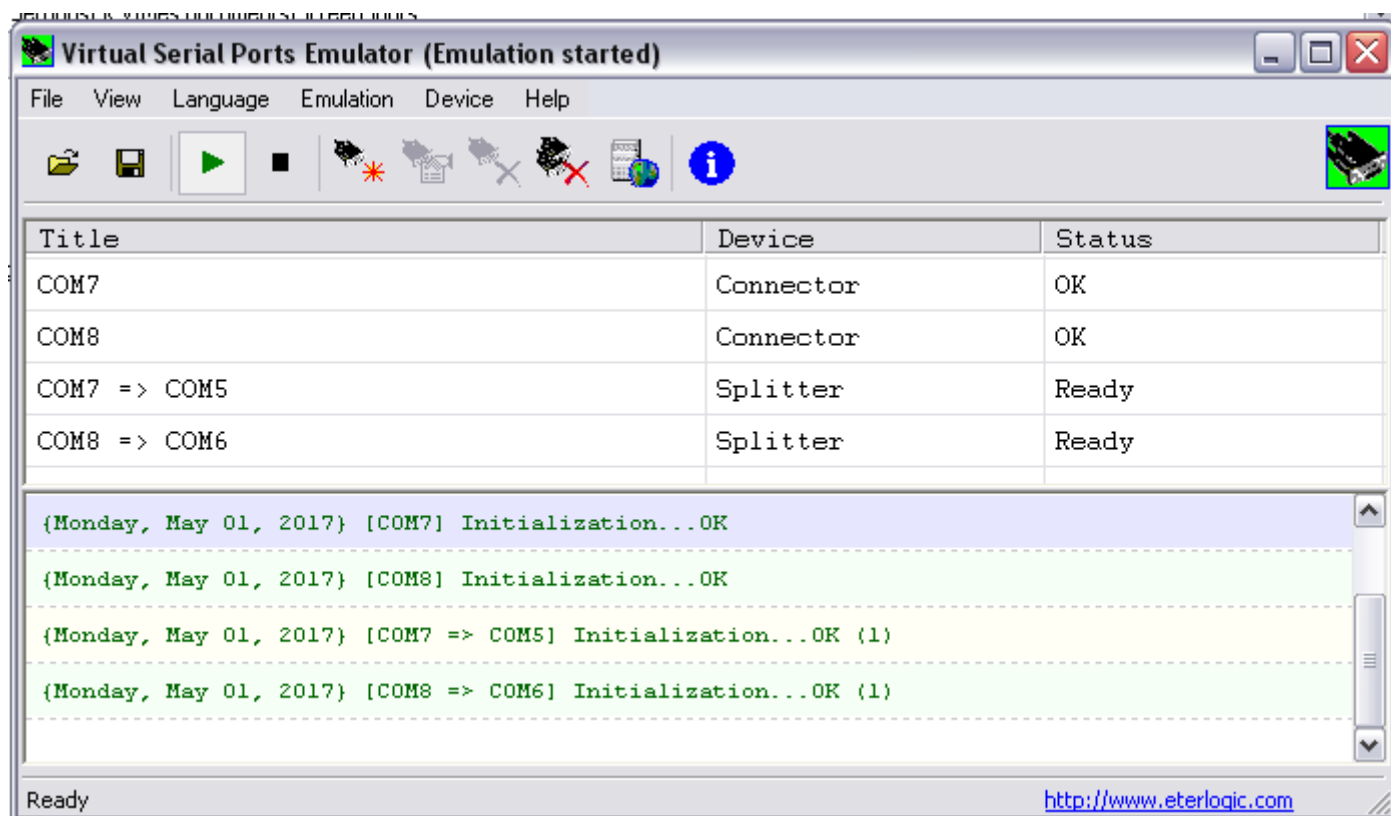 Virtual Serial Ports Emulator (Emulation started)
File View Language Emulation Device Help
Title Device Status
COM7 Connector OK
COM8 Connector OK
COM7 => COM5 Splitter Ready
COM8 => COM6 Splitter Ready
{Monday, May 01, 2017} [COM7] Initialization...OK
{Monday, May 01, 2017} [COM8] Initialization...OK
{Monday, May 01, 2017} [COM7 => COM5] Initialization...OK (1)
{Monday, May 01, 2017} [COM8 => COM6] Initialization...OK (1)
Ready http://www.eterlogic.com